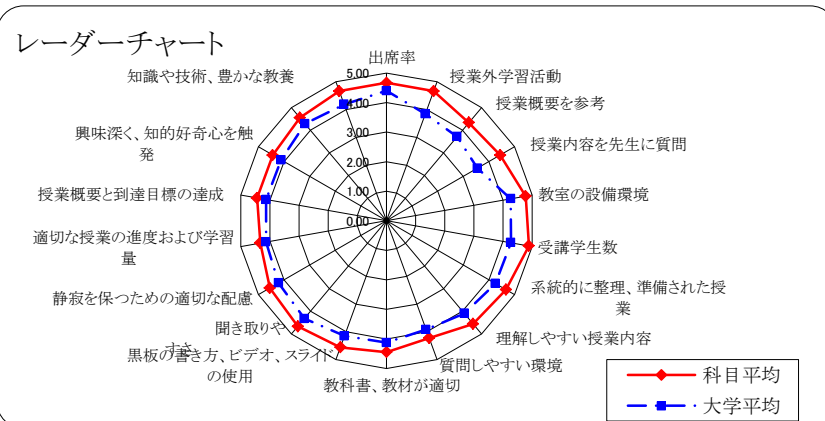 レーダーチャート
出席率
授業外学習活動
授業概要を参考
授業内容を先生に質問
教室の設備環境
受講学生数
系統的に整理、準備された授
業
理解しやすい授業内容
質問しやすい環境
教科書、教材が適切
黒板の書き方、ビデオ、スライド
の使用
聞き取りや
すさ
静寂を保つための適切な配慮
適切な授業の進度および学習
量
授業概要と到達目標の達成
興味深く、知的好奇心を触
発
知識や技術、豊かな教養
5.00
4.00
3.00
2.00
1.00
0.00
科目平均
大学平均